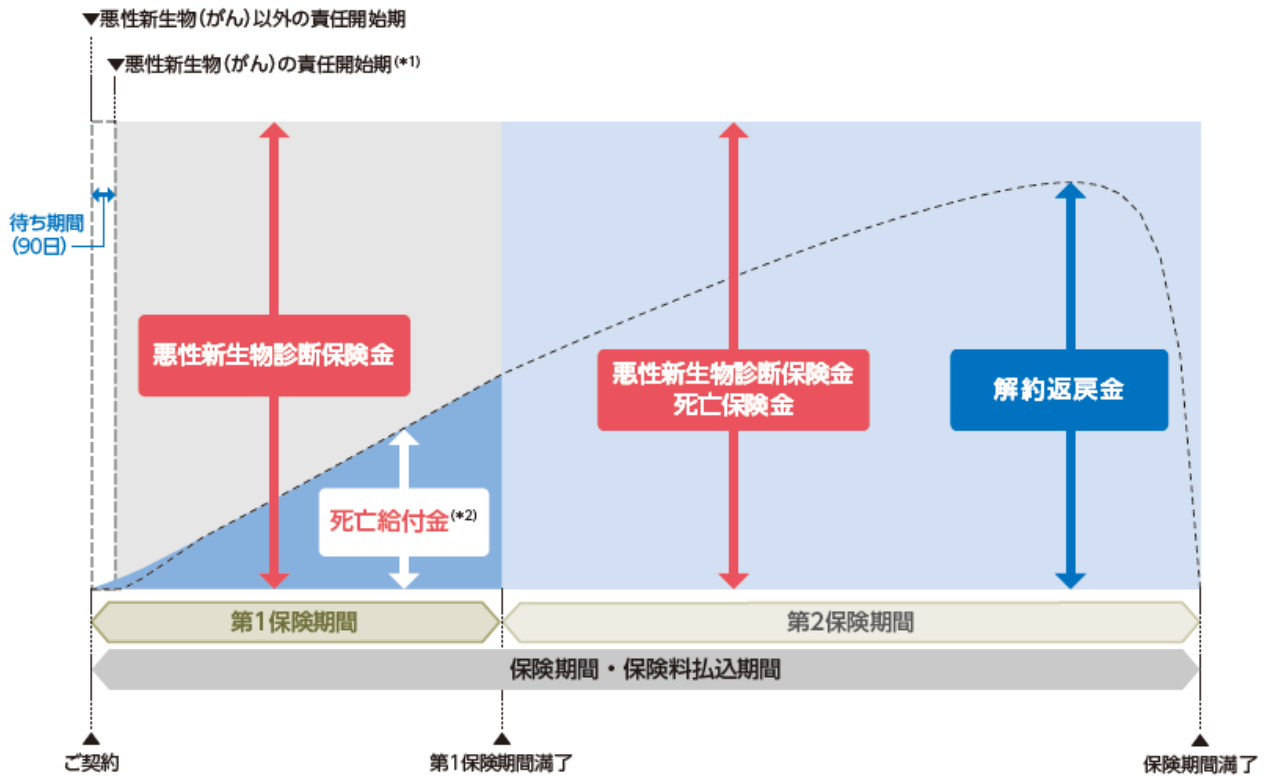 ▼悪性新生物(がん)以外の責任開始期
▼悪性新生物(がん)の責任開始期(*1)
待ち期間
(90日)
悪性新生物診断保険金
悪性新生物診断保険金
死亡保険金
解約返戻金
死亡給付金(*2)
第1保険期間
第2保険期間
保険期間・保険料払込期間
▲
ご契約
▲
第1保険期間満了
▲
保険期間満了